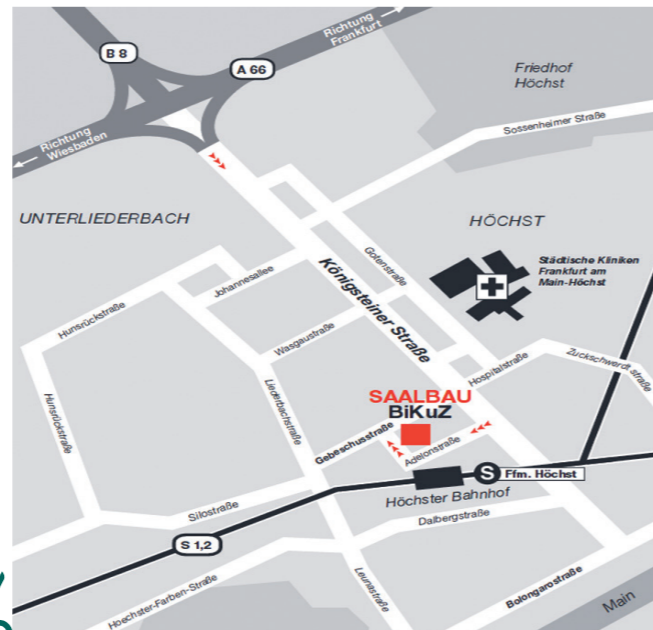 B 8
Richtung
Frankfurt
A 66
Friedhof
Höchst
Richtung
Wiesbaden
Sossenheimer Straße
UNTERLIEDERBACH
HÖCHST
Gotenstraße
Städtische Kliniken
Frankfurt am
Main-Höchst
Johannesallee
Königsteiner Straße
Hunsrückstraße
Wasgaustraße
Zuckschwerdt straße
Hospitalstraße
Hunsrückstraße
Liederbachstraße
SAALBAU
BiKuZ
Gebeschusstraße
Adelonstraße
S
Ffm. Höchst
Höchster Bahnhof
Silostraße
Dalbergstraße
S 1,2
Leunastraße
Hoechster-Farben-Straße
Bolongarostraße
Main